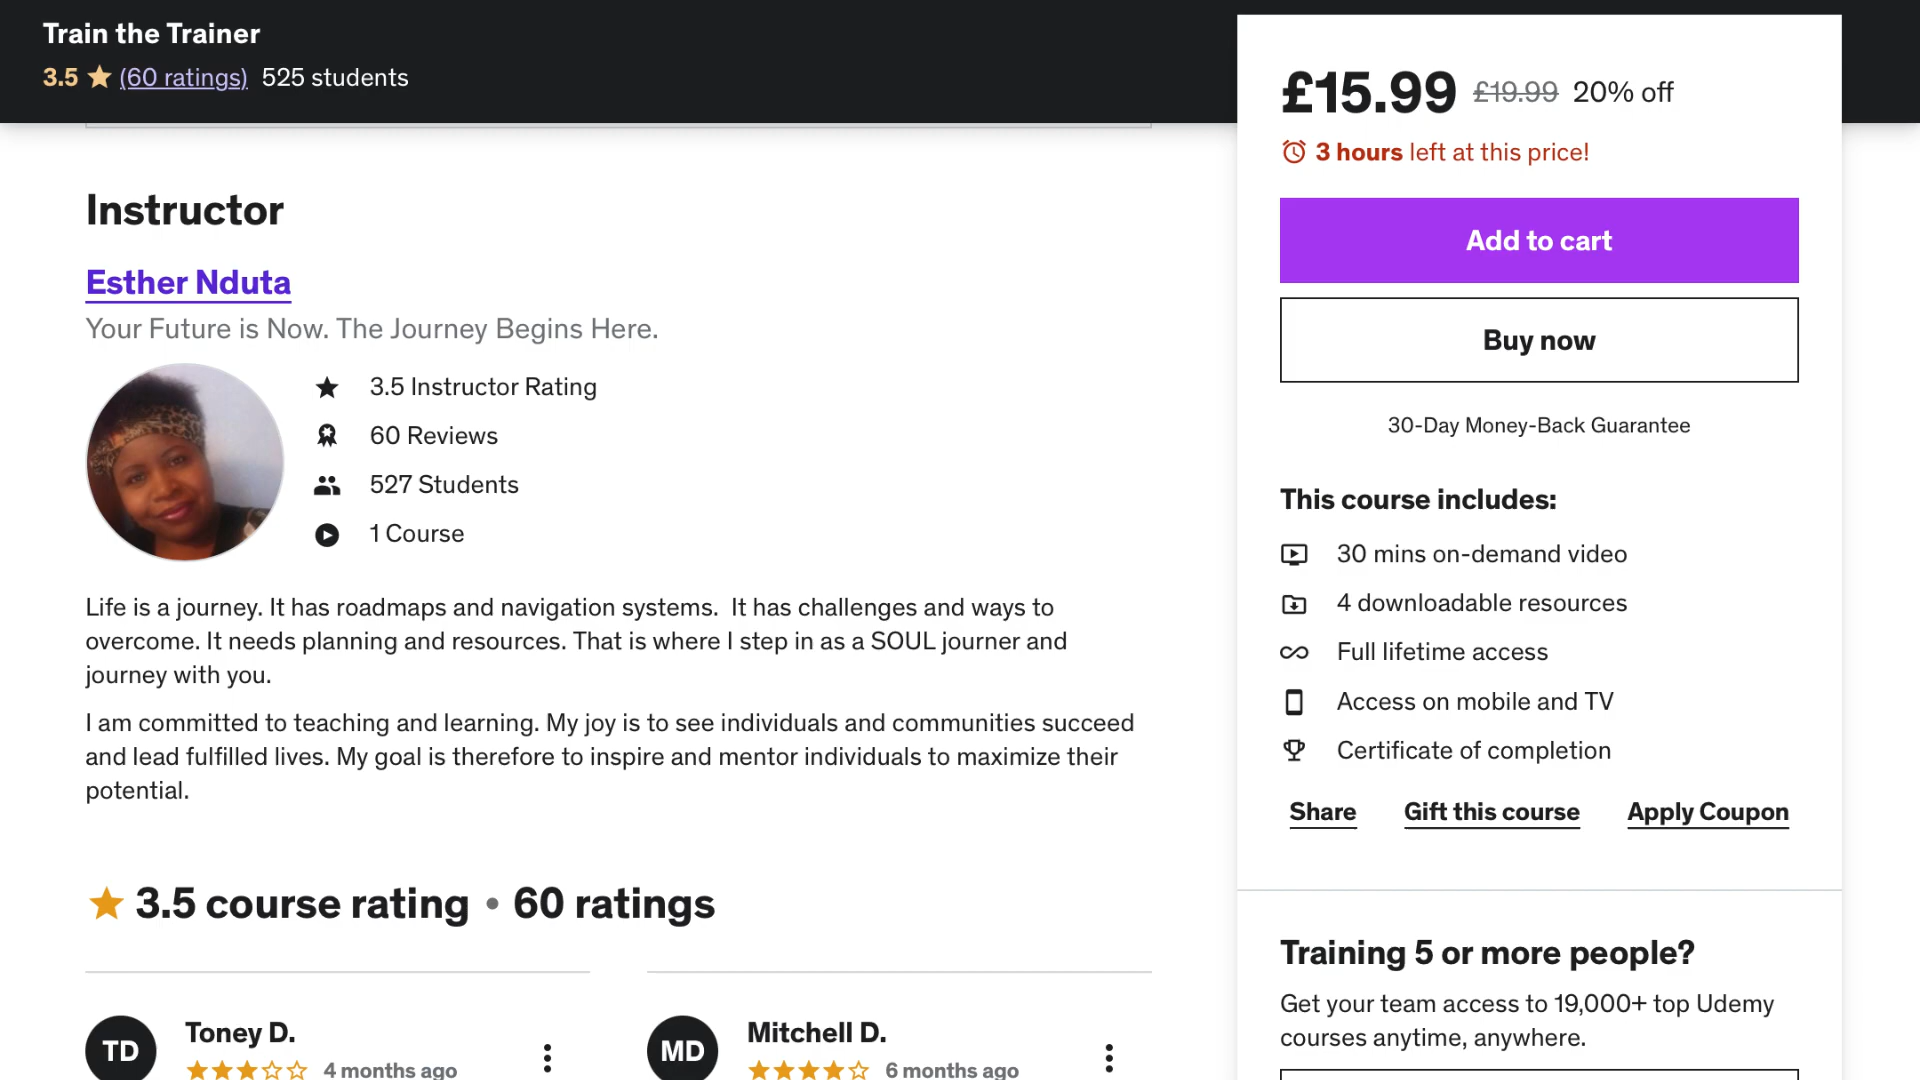 Train the Trainer
3.5 (60 ratings) 525 students
Instructor
Esther Nduta
Your Future is Now. The Journey Begins Here.
3.5 Instructor Rating
60 Reviews
527 Students
1 Course
Life is a journey. It has roadmaps and navigation systems.  It has challenges and ways to
overcome. It needs planning and resources. That is where I step in as a SOUL journer and
journey with you.
I am committed to teaching and learning. My joy is to see individuals and communities succeed
and lead fulfilled lives. My goal is therefore to inspire and mentor individuals to maximize their
potential.
3.5 course rating • 60 ratings
TD
Toney D.
4 months ago
MD
Mitchell D.
6 months ago
£15.99 £19.99 20% off
3 hours left at this price!
Add to cart
Buy now
30-Day Money-Back Guarantee
This course includes:
30 mins on-demand video
4 downloadable resources
Full lifetime access
Access on mobile and TV
Certificate of completion
Share Gift this course Apply Coupon
Training 5 or more people?
Get your team access to 19,000+ top Udemy
courses anytime, anywhere.